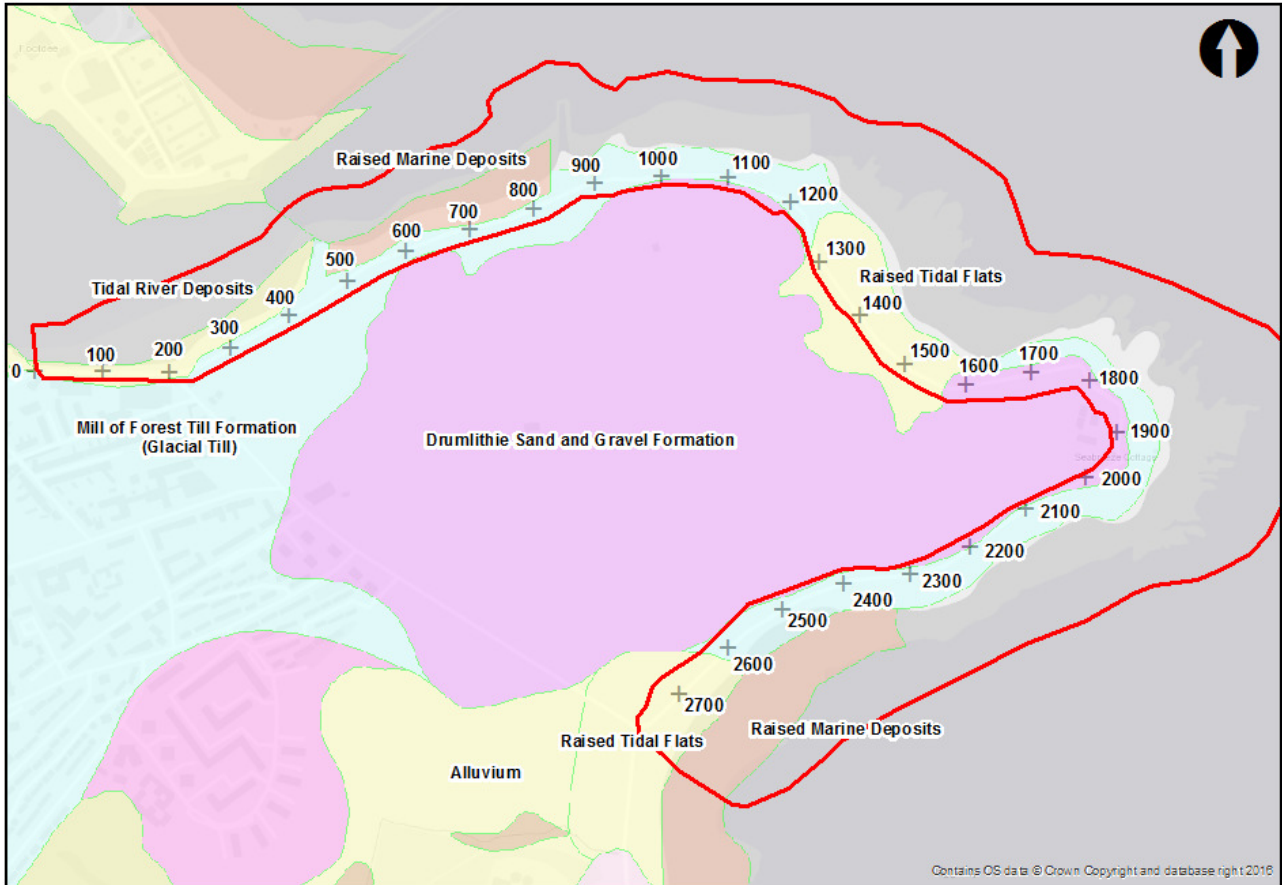 Footdee
Raised Marine Deposits
900
1000
1100
1200
800
700
600
500
1300
Raised Tidal Flats
Tidal River Deposits
400
1400
300
200
100
0
1500
1600
1700
1800
Mill of Forest Till Formation
(Glacial Till)
Drumlithie Sand and Gravel Formation
1900
Seabreeze Cottage
2000
2100
2200
2300
2400
2500
2600
2700
Raised Tidal Flats
Raised Marine Deposits
Alluvium
Contains OS data © Crown Copyright and database right 2016